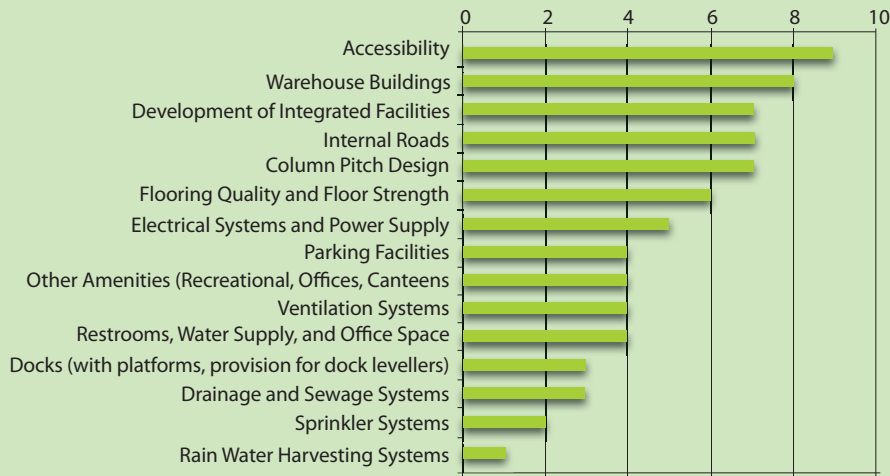 0 2 4 6 8 10
Accessibility
Warehouse Buildings
Development of Integrated Facilities
Internal Roads
Column Pitch Design
Flooring Quality and Floor Strength
Electrical Systems and Power Supply
Parking Facilities
Other Amenities (Recreational, Offices, Canteens
Ventilation Systems
Restrooms, Water Supply, and Office Space
Docks (with platforms, provision for dock levellers)
Drainage and Sewage Systems
Sprinkler Systems
Rain Water Harvesting Systems